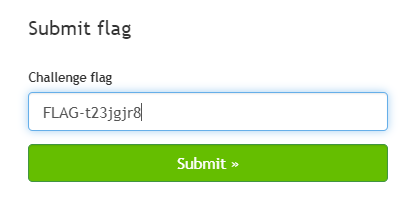 Submit flag
Challenge flag
FLAG-t23jgjr8
Submit »